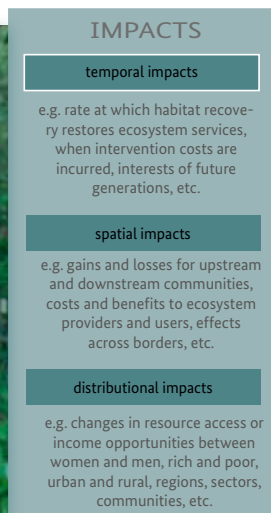 IMPACTS
temporal impacts
e.g. rate at which habitat recove-
ry restores ecosystem services,
when intervention costs are
incurred, interests of future
generations, etc.
spatial impacts
e.g. gains and losses for upstream
and downstream communities,
costs and benefits to ecosystem
providers and users, effects
across borders, etc.
distributional impacts
e.g. changes in resource access or
income opportunities between
women and men, rich and poor,
urban and rural, regions, sectors,
communities, etc.